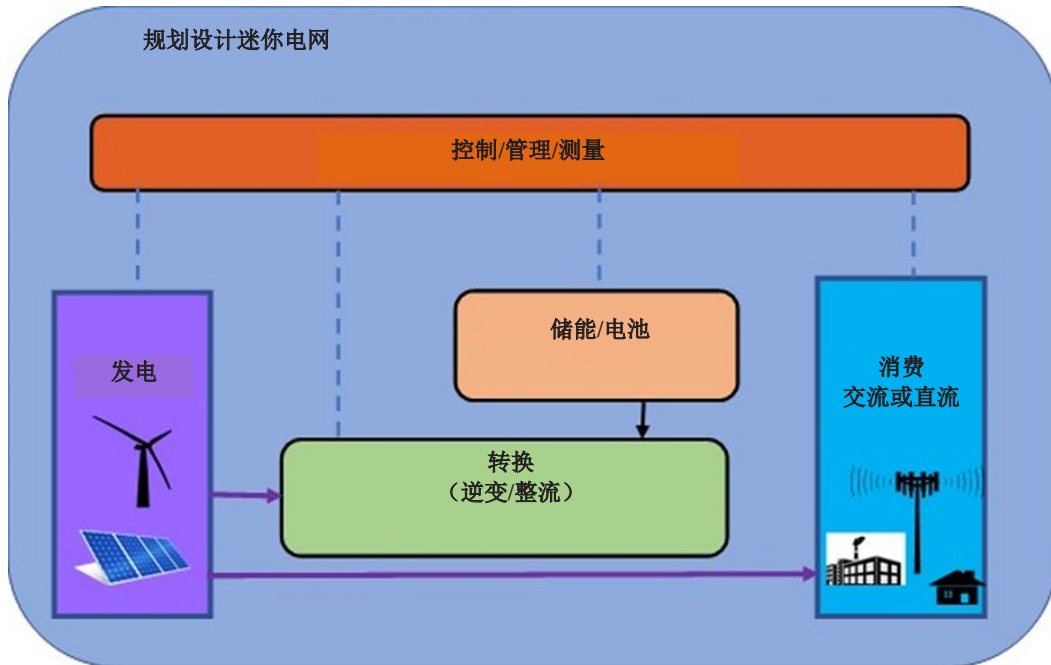 规划设计迷你电网
控制/管理/测量
储能/电池
发电
消费
交流或直流
转换
（逆变/整流）